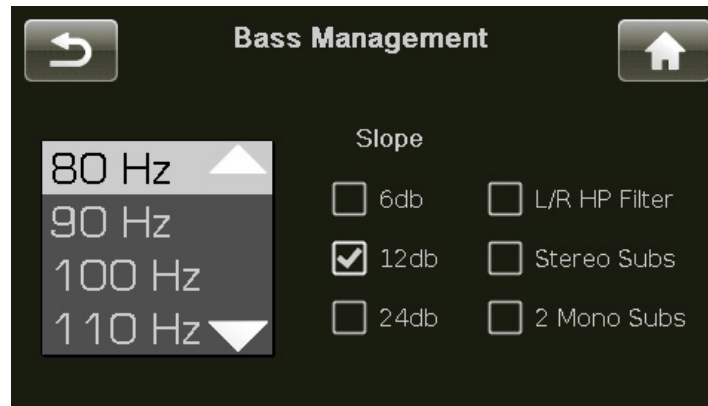 Bass Management
80 Hz
90 Hz
100 Hz
110 Hz
Slope
6db
12db
24db
L/R HP Filter
Stereo Subs
2 Mono Subs